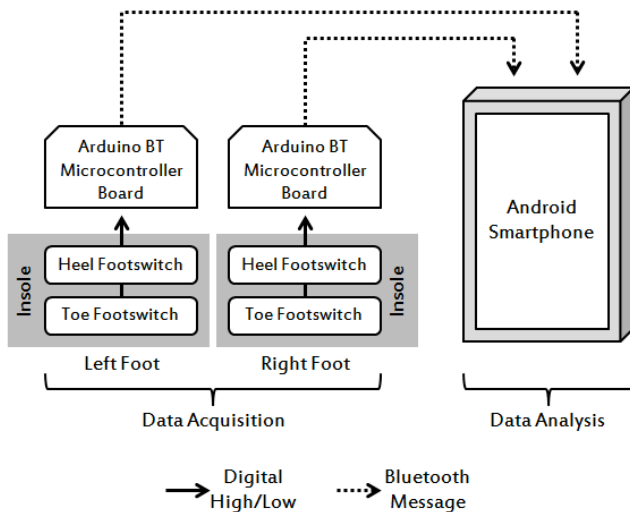 Arduino BT
Microcontroller
Board
Arduino BT
Microcontroller
Board
Android
Smartphone
Insole
Heel Footswitch
Toe Footswitch
Heel Footswitch
Toe Footswitch
Insole
Left Foot
Right Foot
Data Acquisition
Data Analysis
Digital
High/Low
Bluetooth
Message